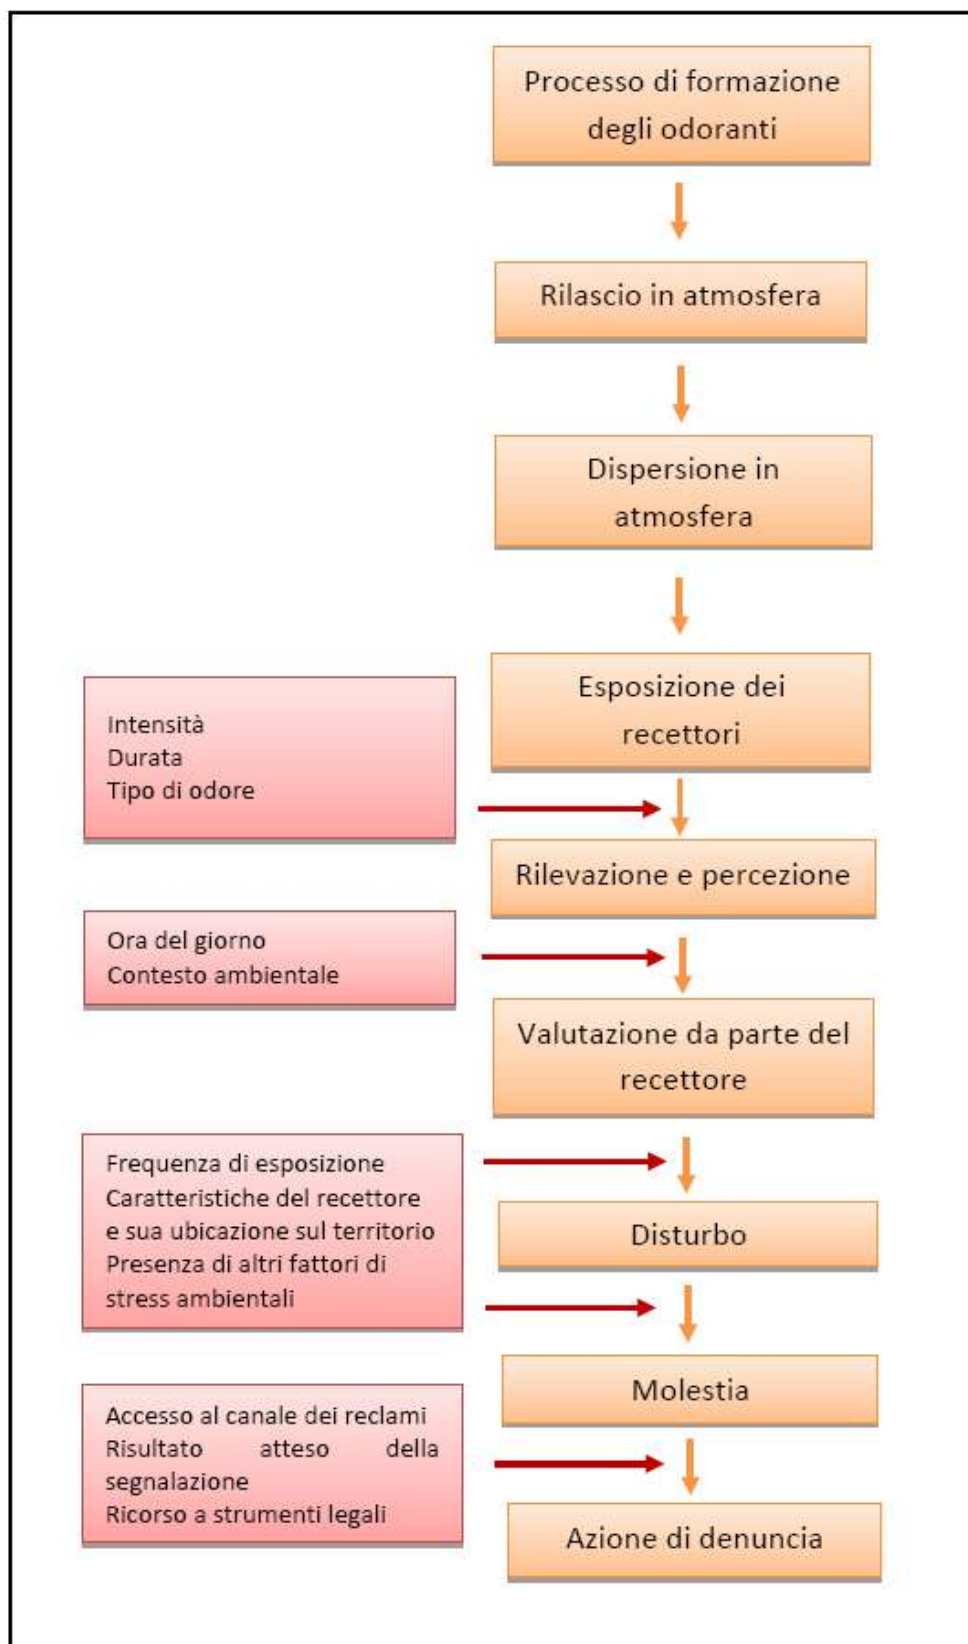 Processo di formazione
degli odoranti
Rilascio in atmosfera
Dispersione in
atmosfera
Esposizione dei
recettori
Intensità
Durata
Tipo di odore
Rilevazione e percezione
Ora del giorno
Contesto ambientale
Valutazione da parte del
recettore
Frequenza di esposizione
Caratteristiche del recettore
e sua ubicazione sul territorio
Presenza di altri fattori di
stress ambientali
Disturbo
Molestia
Accesso al canale dei reclami
Risultato atteso della
segnalazione
Ricorso a strumenti legali
Azione di denuncia